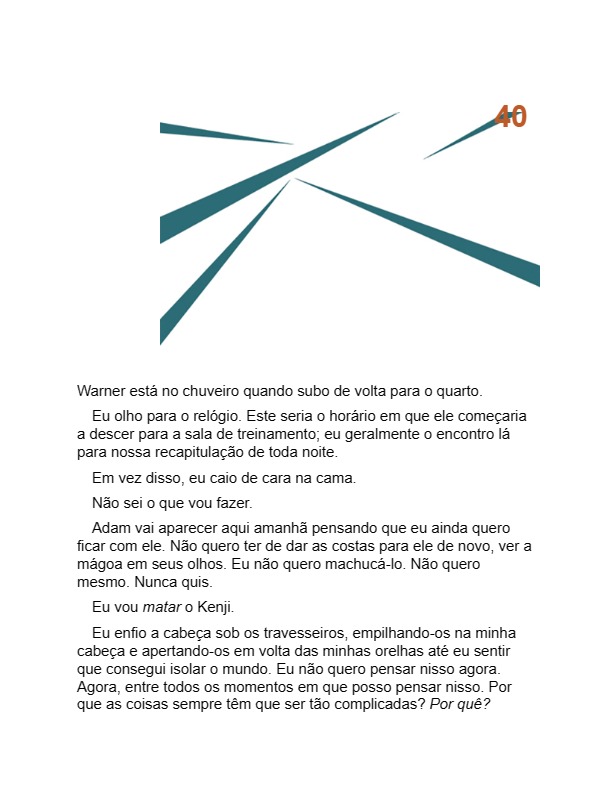 40
Warner está no chuveiro quando subo de volta para o quarto.
Eu olho para o relógio. Este seria o horário em que ele começaria
a descer para a sala de treinamento; eu geralmente o encontro lá
para nossa recapitulação de toda noite.
Em vez disso, eu caio de cara na cama.
Não sei o que vou fazer.
Adam vai aparecer aqui amanhã pensando que eu ainda quero
ficar com ele. Não quero ter de dar as costas para ele de novo, ver a
mágoa em seus olhos. Eu não quero machucá-lo. Não quero
mesmo. Nunca quis.
Eu vou matar o Kenji.
Eu enfio a cabeça sob os travesseiros, empilhando-os na minha
cabeça e apertando-os em volta das minhas orelhas até eu sentir
que consegui isolar o mundo. Eu não quero pensar nisso agora.
Agora, entre todos os momentos em que posso pensar nisso. Por
que as coisas sempre têm que ser tão complicadas? Por quê?